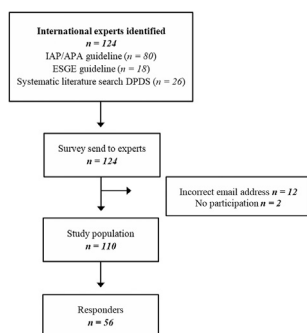 International experts identified
n = 124
IAP/APA guideline (n = 80)
ESGE guideline (n = 18)
Systematic literature search DPDS (n = 26)
Survey send to experts
n = 124
Incorrect email address n = 12
No participation n = 2
Study population
n = 110
Responders
n = 56